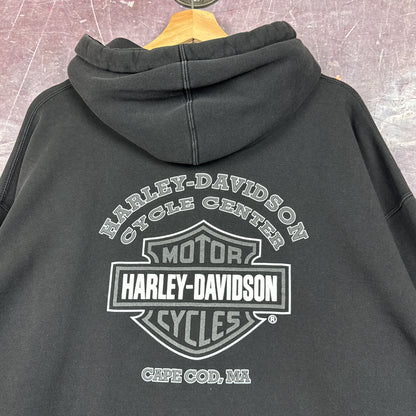 HARLEY-DAVIDSON
CYCLE CENTER
MOTOR
HARLEY-DAVIDSON
CYCLES
®
CAPE COD, MA